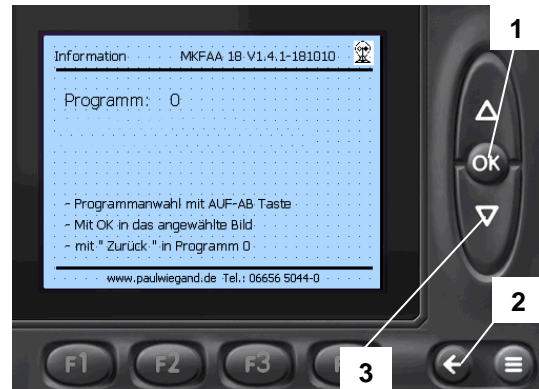 1
Information MKFAA 18 V1.4.1-181010
Programm: 0
OK
- Programmanwahl mit AUF-AB Taste
- Mit OK in das angewählte Bild
- mit " Zurück " in Programm 0
www.paulwiegand.de Tel.: 06656 5044-0
2
F1 F2 F3 F
3